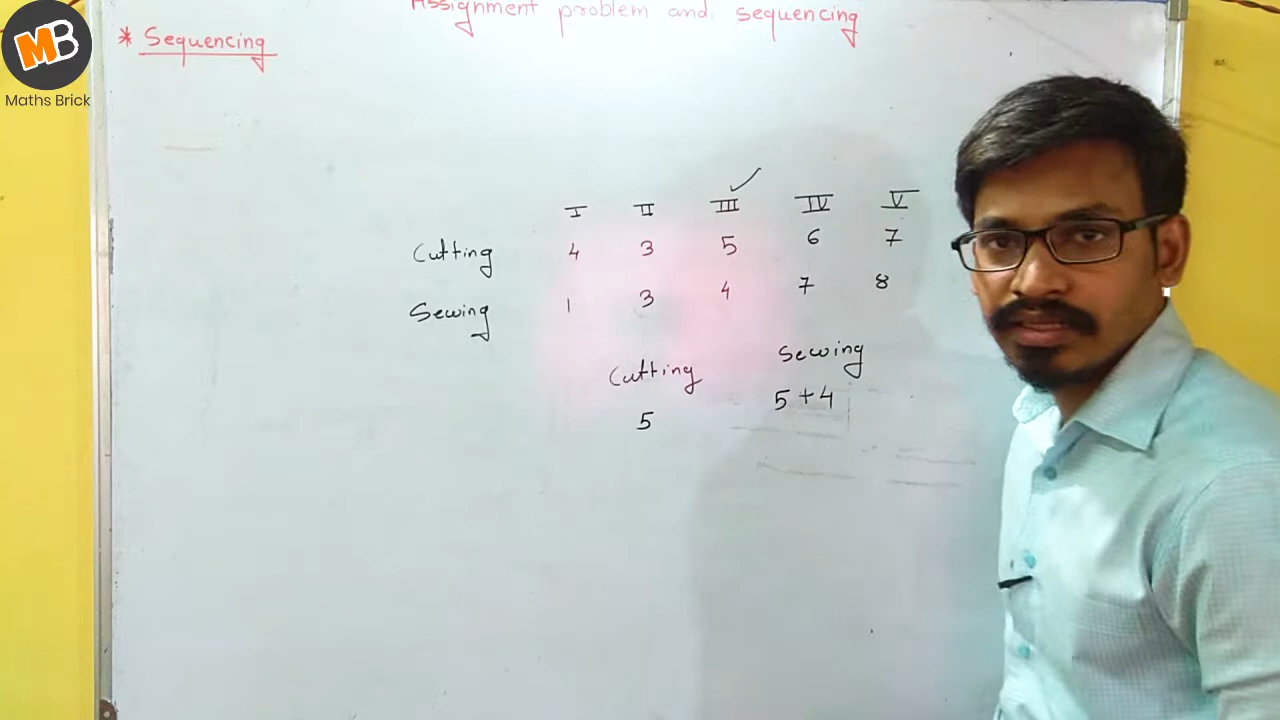 Assignment problem and sequencing
* Sequencing
MB
Maths Brick
I II III ✓ IV V
Cutting 4 3 5 6 7
Sewing 1 3 4 7 8
Cutting Sewing
5 5+4